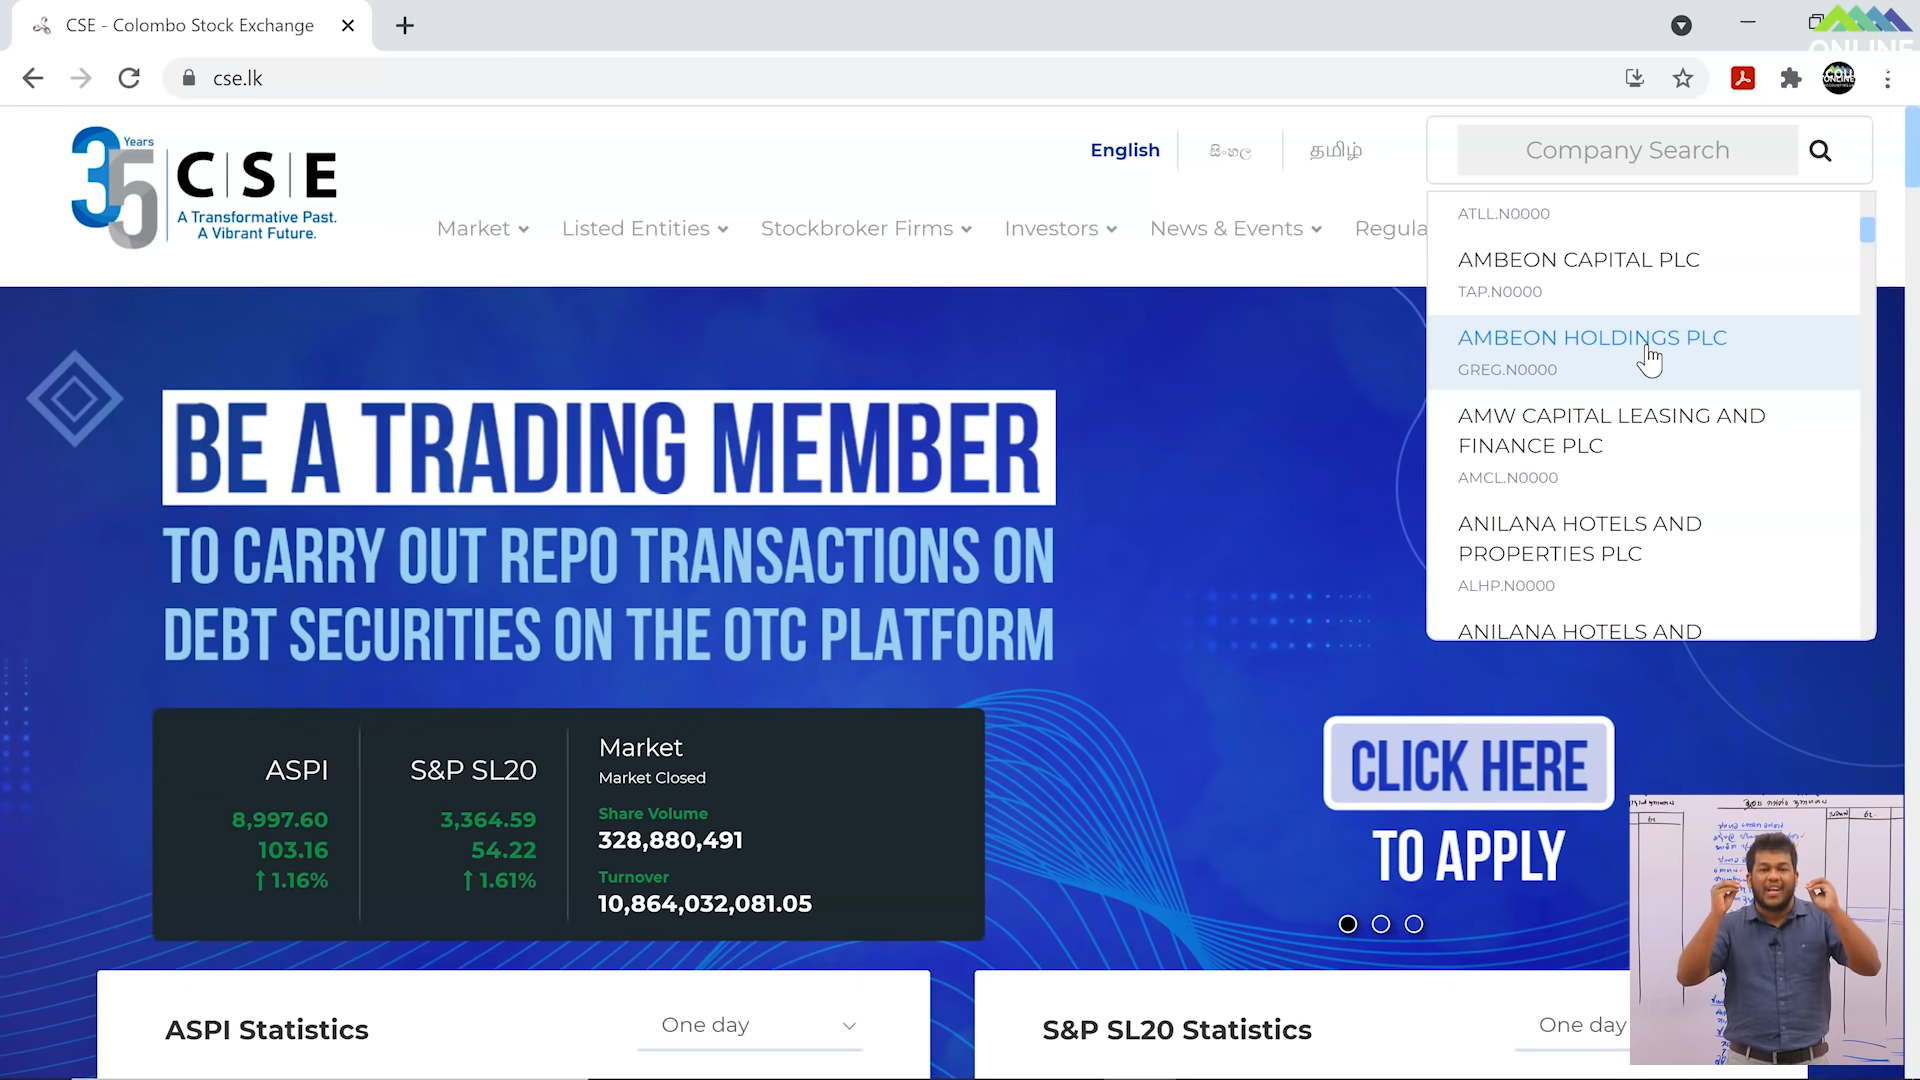 CSE - Colombo Stock Exchange
ONLINE
cse.lk
35 Years
C|S|E
A Transformative Past.
A Vibrant Future.
English
සිංහල
தமிழ்
Company Search
Market
Listed Entities
Stockbroker Firms
Investors
News & Events
Regula
ATLL.N0000
AMBEON CAPITAL PLC
TAP.N0000
AMBEON HOLDINGS PLC
GREG.N0000
AMW CAPITAL LEASING AND
FINANCE PLC
AMCL.N0000
ANILANA HOTELS AND
PROPERTIES PLC
ALHP.N0000
ANILANA HOTELS AND
BE A TRADING MEMBER
TO CARRY OUT REPO TRANSACTIONS ON
DEBT SECURITIES ON THE OTC PLATFORM
CLICK HERE
TO APPLY
ASPI
8,997.60
103.16
↑ 1.16%
S&P SL20
3,364.59
54.22
↑ 1.61%
Market
Market Closed
Share Volume
328,880,491
Turnover
10,864,032,081.05
ASPI Statistics
One day
S&P SL20 Statistics
One day